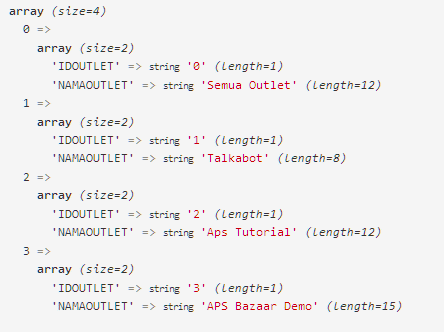 array (size=4)
0 =>
array (size=2)
'IDOUTLET' => string '0' (length=1)
'NAMAOUTLET' => string 'Semua Outlet' (length=12)
1 =>
array (size=2)
'IDOUTLET' => string '1' (length=1)
'NAMAOUTLET' => string 'Talkabot' (length=8)
2 =>
array (size=2)
'IDOUTLET' => string '2' (length=1)
'NAMAOUTLET' => string 'Aps Tutorial' (length=12)
3 =>
array (size=2)
'IDOUTLET' => string '3' (length=1)
'NAMAOUTLET' => string 'APS Bazaar Demo' (length=15)